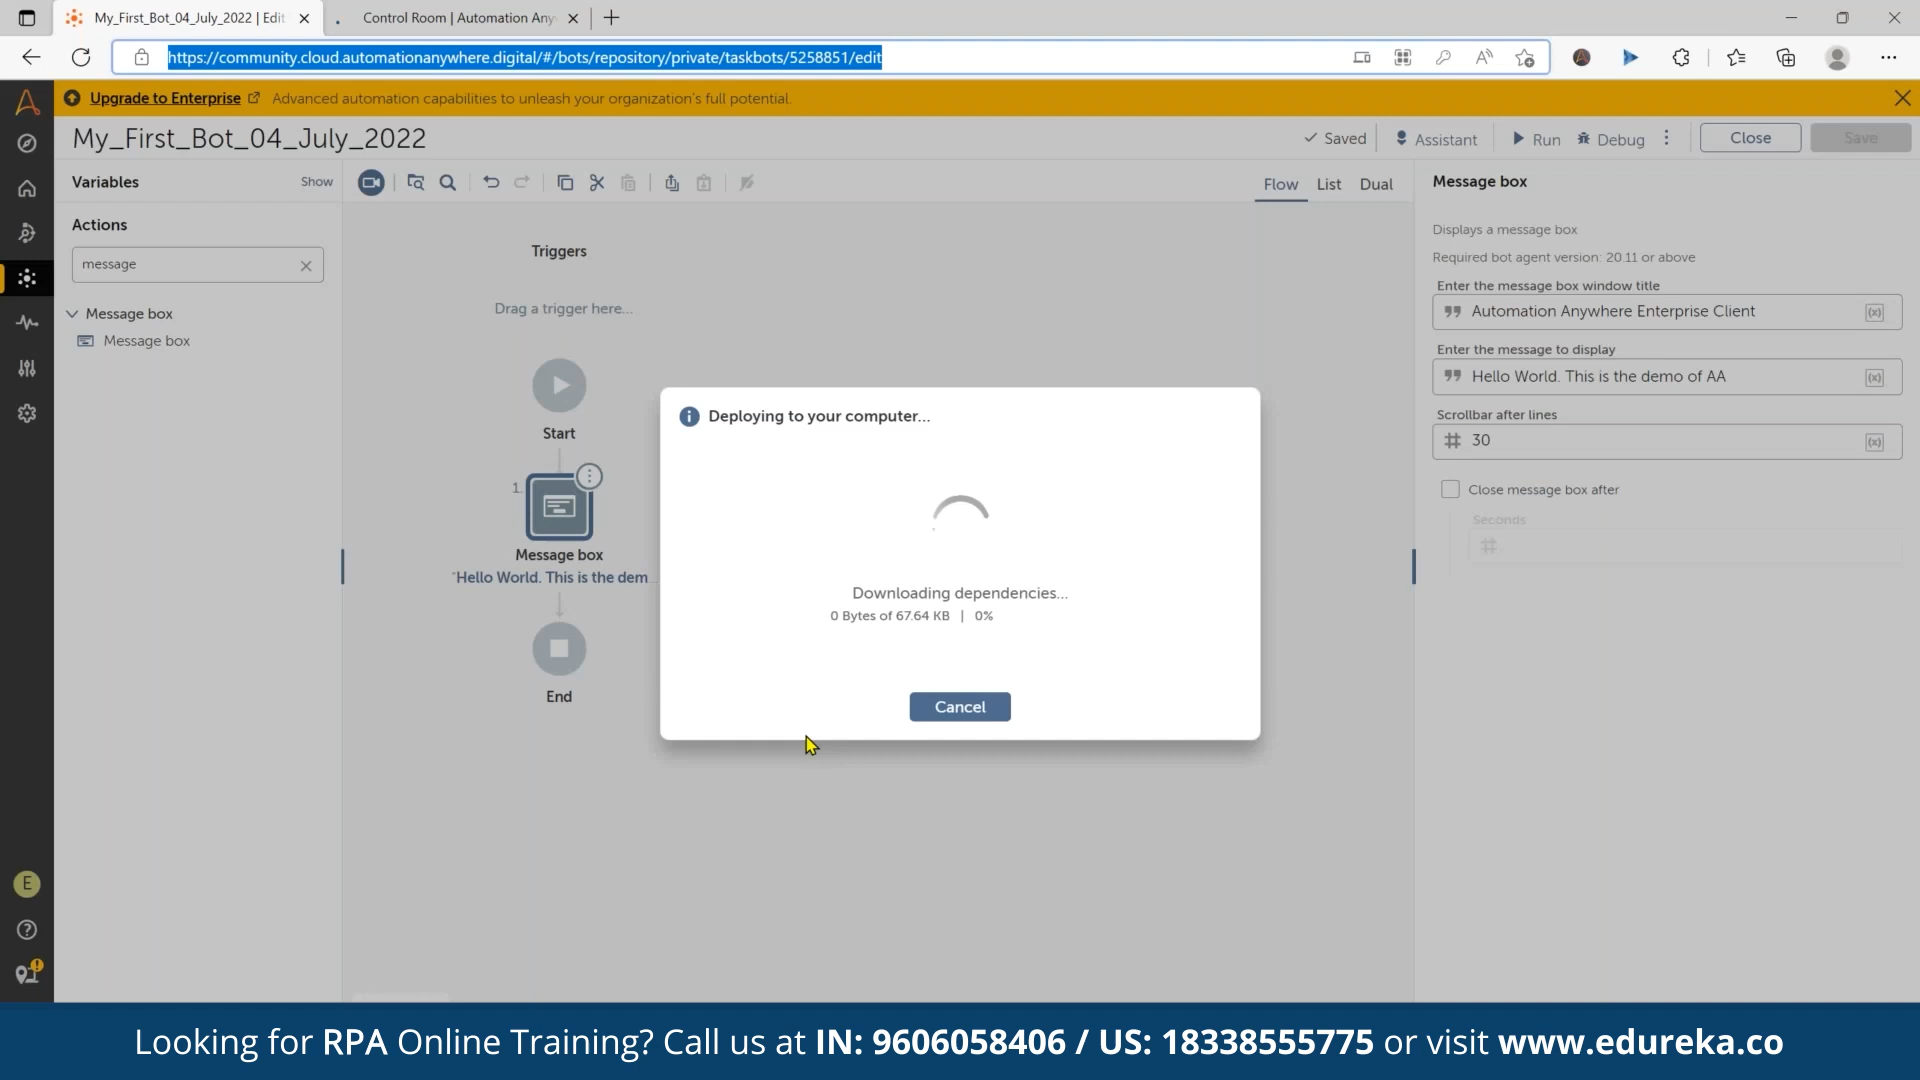 My_First_Bot_04_July_2022 | Edit
Control Room | Automation Any
https://community.cloud.automationanywhere.digital/#/bots/repository/private/taskbots/5258851/edit
Upgrade to Enterprise Advanced automation capabilities to unleash your organization's full potential.
My_First_Bot_04_July_2022
Saved
Assistant
Run
Debug
Close
Save
Variables
Show
Actions
message
Message box
Message box
Flow
List
Dual
Triggers
Drag a trigger here...
Start
1.
Message box
"Hello World. This is the dem
End
Deploying to your computer...
Downloading dependencies...
0 Bytes of 67.64 KB | 0%
Cancel
Message box
Displays a message box
Required bot agent version: 20.11 or above
Enter the message box window title
Automation Anywhere Enterprise Client
(x)
Enter the message to display
Hello World. This is the demo of AA
(x)
Scrollbar after lines
30
(x)
Close message box after
Seconds
E
Looking for RPA Online Training? Call us at IN: 9606058406 / US: 18338555775 or visit www.edureka.co